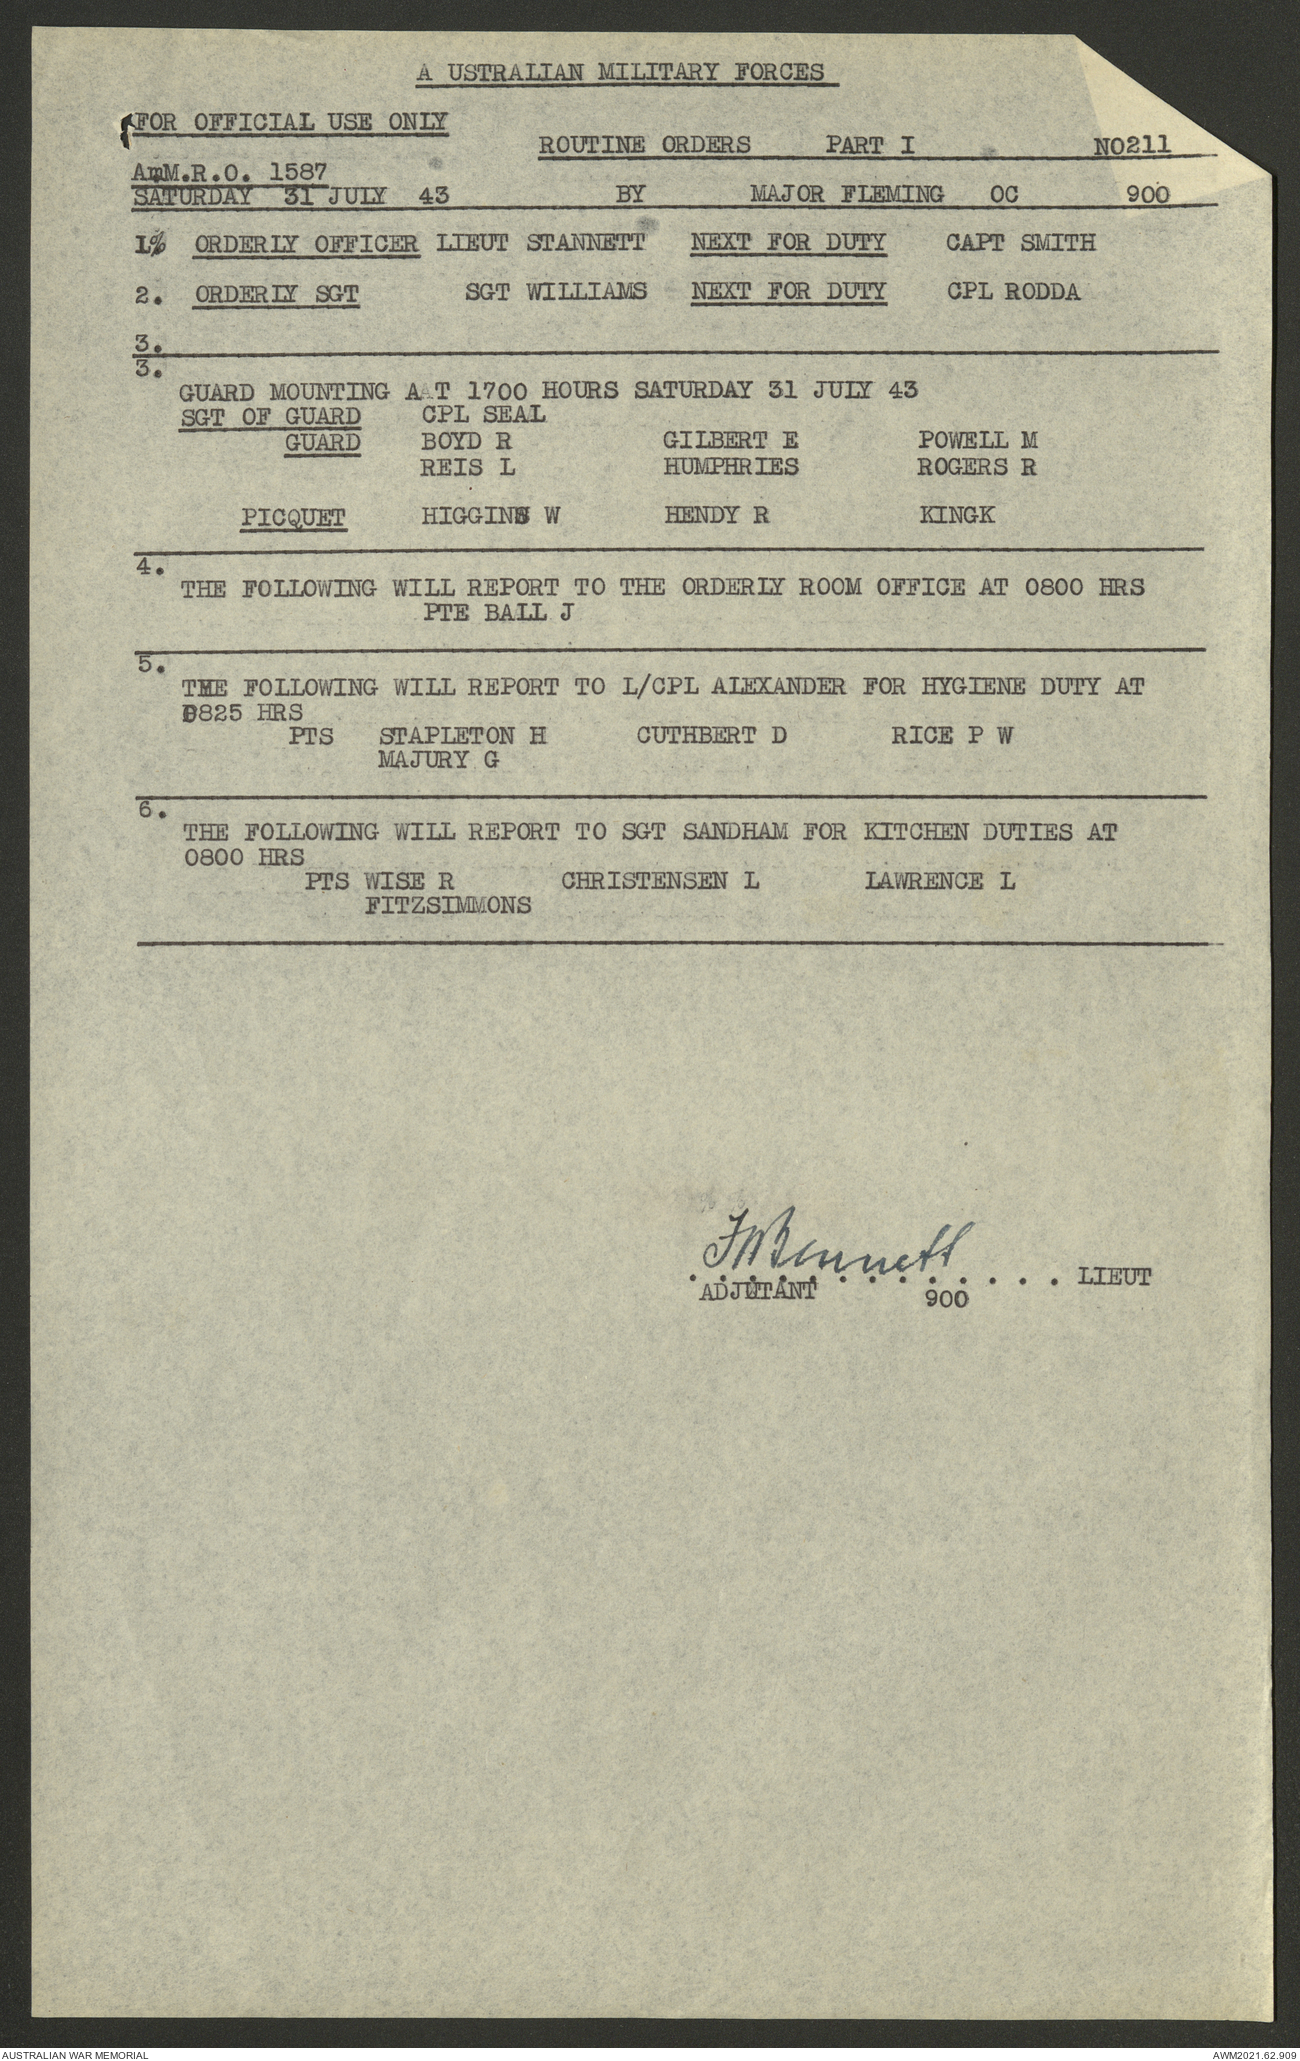 A USTRALIAN MILITARY FORCES
FOR OFFICIAL USE ONLY
ROUTINE ORDERS PART I NO211
A.M.R.O. 1587
SATURDAY 31 JULY 43 BY MAJOR FLEMING OC 900
1% ORDERLY OFFICER LIEUT STANNETT NEXT FOR DUTY CAPT SMITH
2. ORDERLY SGT SGT WILLIAMS NEXT FOR DUTY CPL RODDA
3.
3.
GUARD MOUNTING A T 1700 HOURS SATURDAY 31 JULY 43
SGT OF GUARD CPL SEAL
GUARD BOYD R GILBERT E POWELL M
REIS L HUMPHRIES ROGERS R
PICQUET HIGGINS W HENDY R KINGK
4.
THE FOLLOWING WILL REPORT TO THE ORDERLY ROOM OFFICE AT 0800 HRS
PTE BALL J
5.
THE FOLLOWING WILL REPORT TO L/CPL ALEXANDER FOR HYGIENE DUTY AT
0825 HRS
PTS STAPLETON H CUTHBERT D RICE P W
MAJURY G
6.
THE FOLLOWING WILL REPORT TO SGT SANDHAM FOR KITCHEN DUTIES AT
0800 HRS
PTS WISE R CHRISTENSEN L LAWRENCE L
FITZSIMMONS
Bennett
. . . . . . . . . . . . . LIEUT
ADJUTANT 900
AUSTRALIAN WAR MEMORIAL AWM2021.62.909